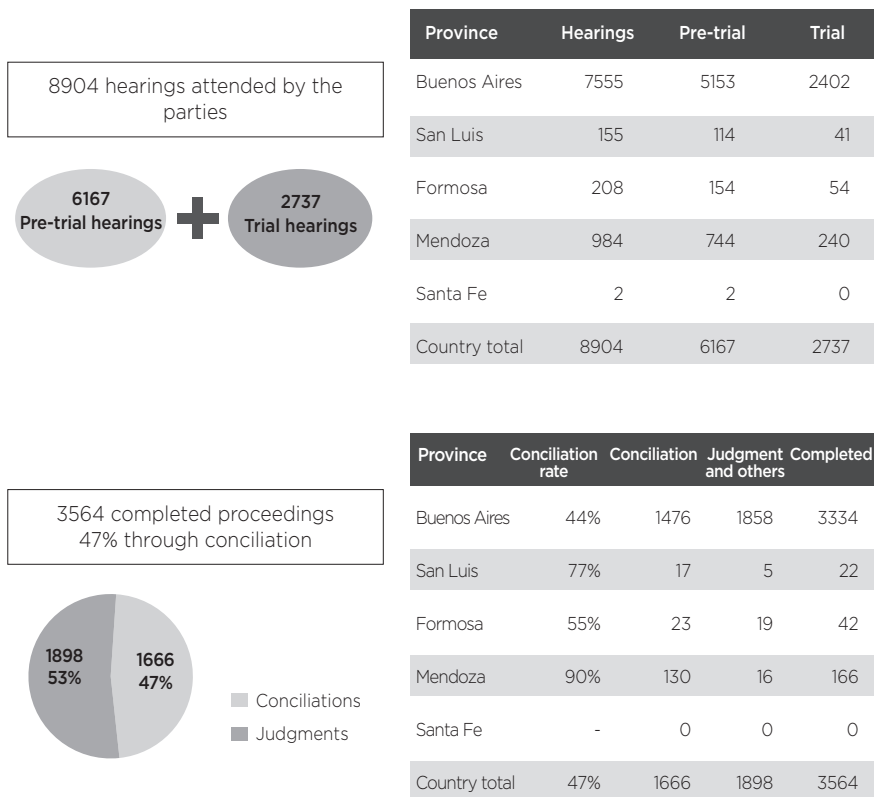 8904 hearings attended by the
parties
6167
Pre-trial hearings
2737
Trial hearings
Province Hearings Pre-trial Trial
Buenos Aires 7555 5153 2402
San Luis 155 114 41
Formosa 208 154 54
Mendoza 984 744 240
Santa Fe 2 2 0
Country total 8904 6167 2737
3564 completed proceedings
47% through conciliation
1898
53%
1666
47%
Conciliations
Judgments
Province Conciliation rate Conciliation Judgment and others Completed
Buenos Aires 44% 1476 1858 3334
San Luis 77% 17 5 22
Formosa 55% 23 19 42
Mendoza 90% 130 16 166
Santa Fe - 0 0 0
Country total 47% 1666 1898 3564